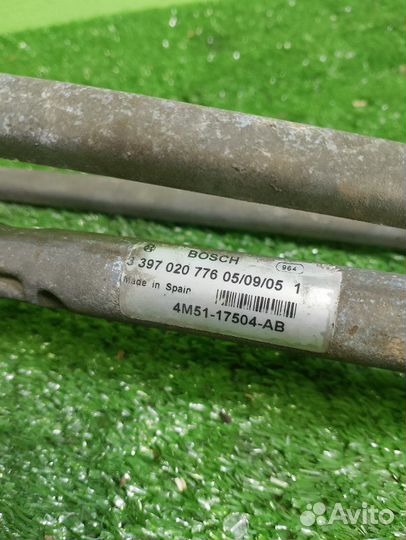 BOSCH
964
3 397 020 776 05/09/05 1
Made in Spain
4M51-17504-AB
Avito